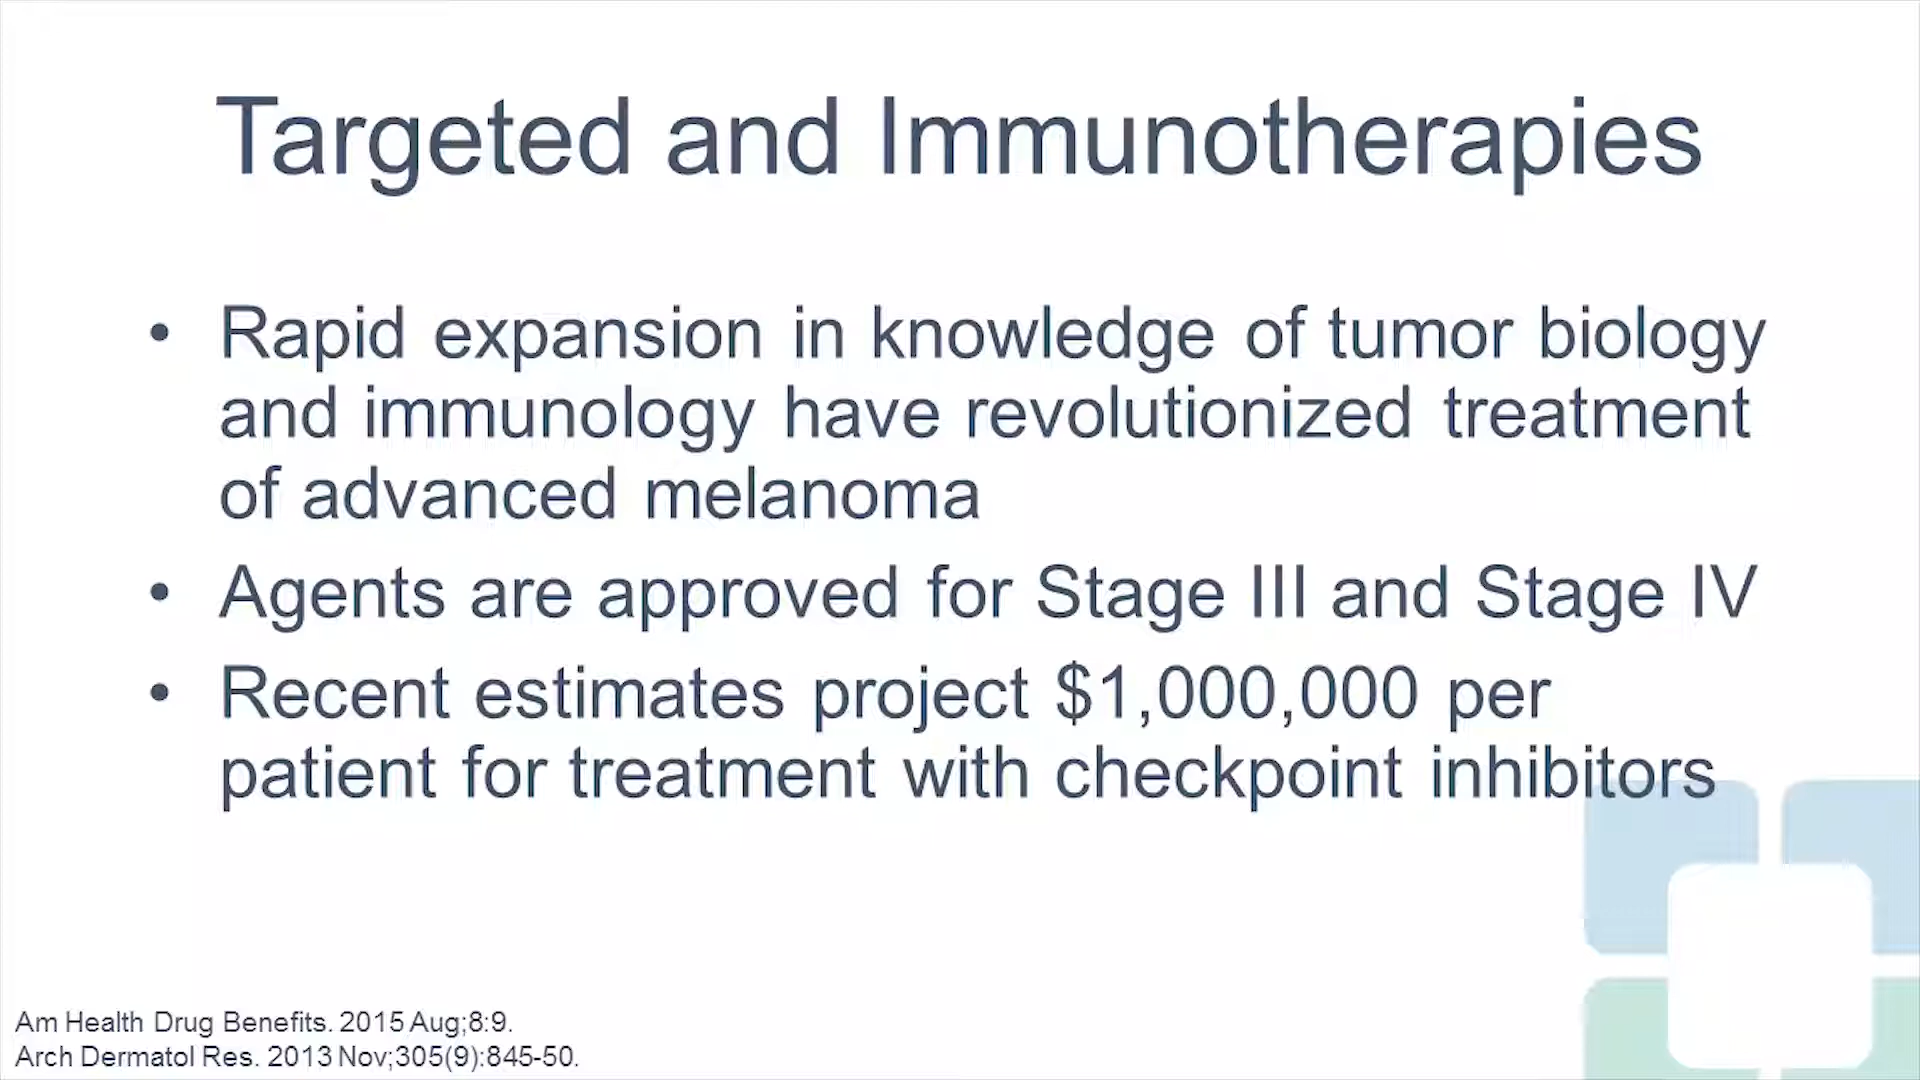 Targeted and Immunotherapies
• Rapid expansion in knowledge of tumor biology
and immunology have revolutionized treatment
of advanced melanoma
• Agents are approved for Stage III and Stage IV
• Recent estimates project $1,000,000 per
patient for treatment with checkpoint inhibitors
Am Health Drug Benefits. 2015 Aug;8:9.
Arch Dermatol Res. 2013 Nov;305(9):845-50.